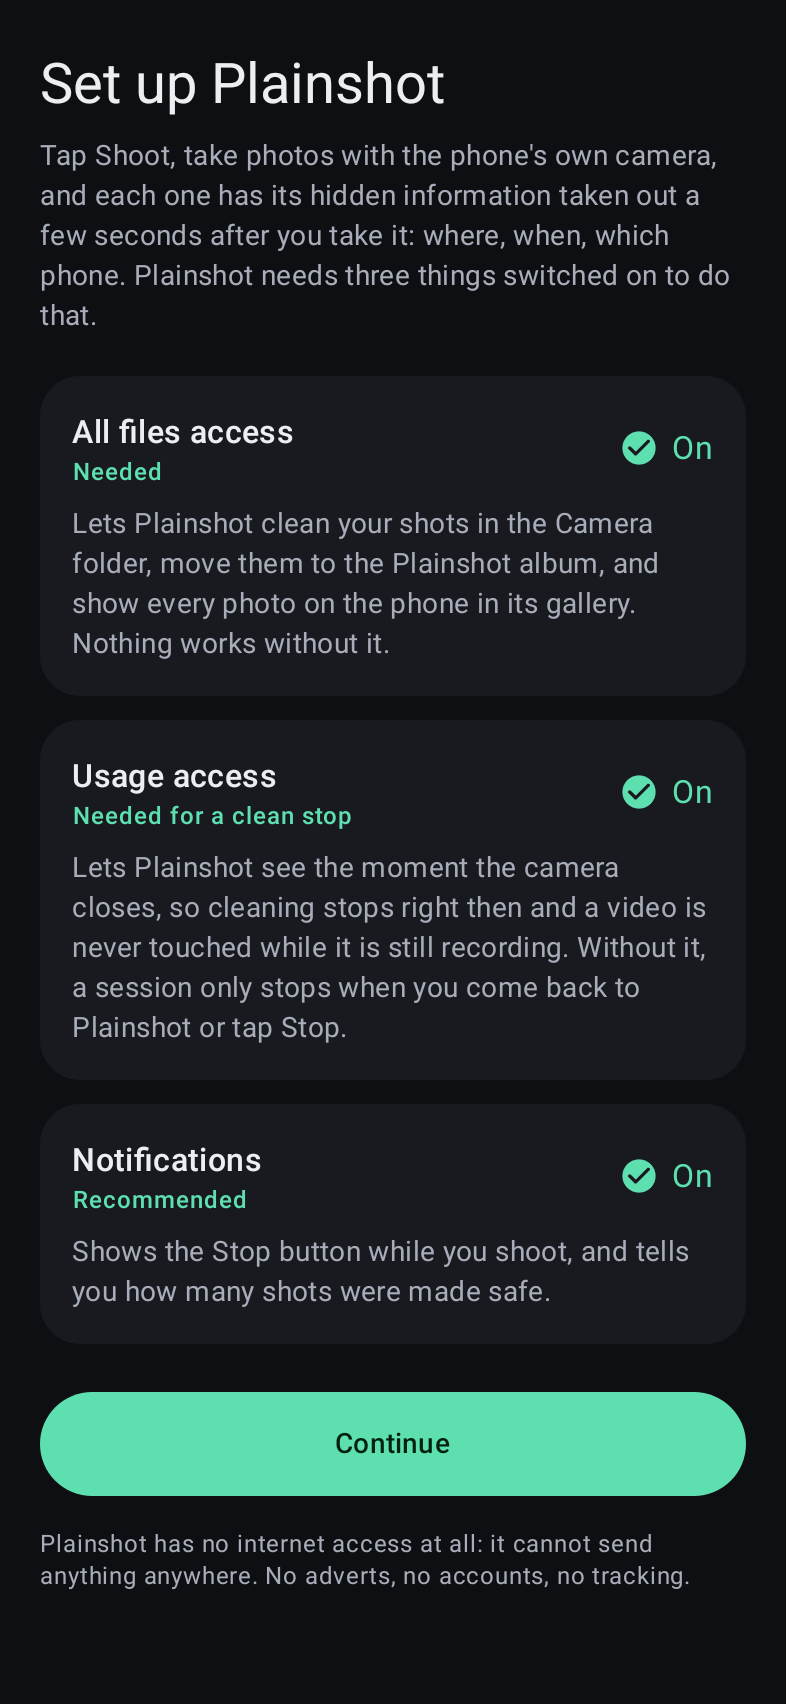 Set up Plainshot
Tap Shoot, take photos with the phone's own camera,
and each one has its hidden information taken out a
few seconds after you take it: where, when, which
phone. Plainshot needs three things switched on to do
that.
All files access
Needed
On
Lets Plainshot clean your shots in the Camera
folder, move them to the Plainshot album, and
show every photo on the phone in its gallery.
Nothing works without it.
Usage access
Needed for a clean stop
On
Lets Plainshot see the moment the camera
closes, so cleaning stops right then and a video is
never touched while it is still recording. Without it,
a session only stops when you come back to
Plainshot or tap Stop.
Notifications
Recommended
On
Shows the Stop button while you shoot, and tells
you how many shots were made safe.
Continue
Plainshot has no internet access at all: it cannot send
anything anywhere. No adverts, no accounts, no tracking.